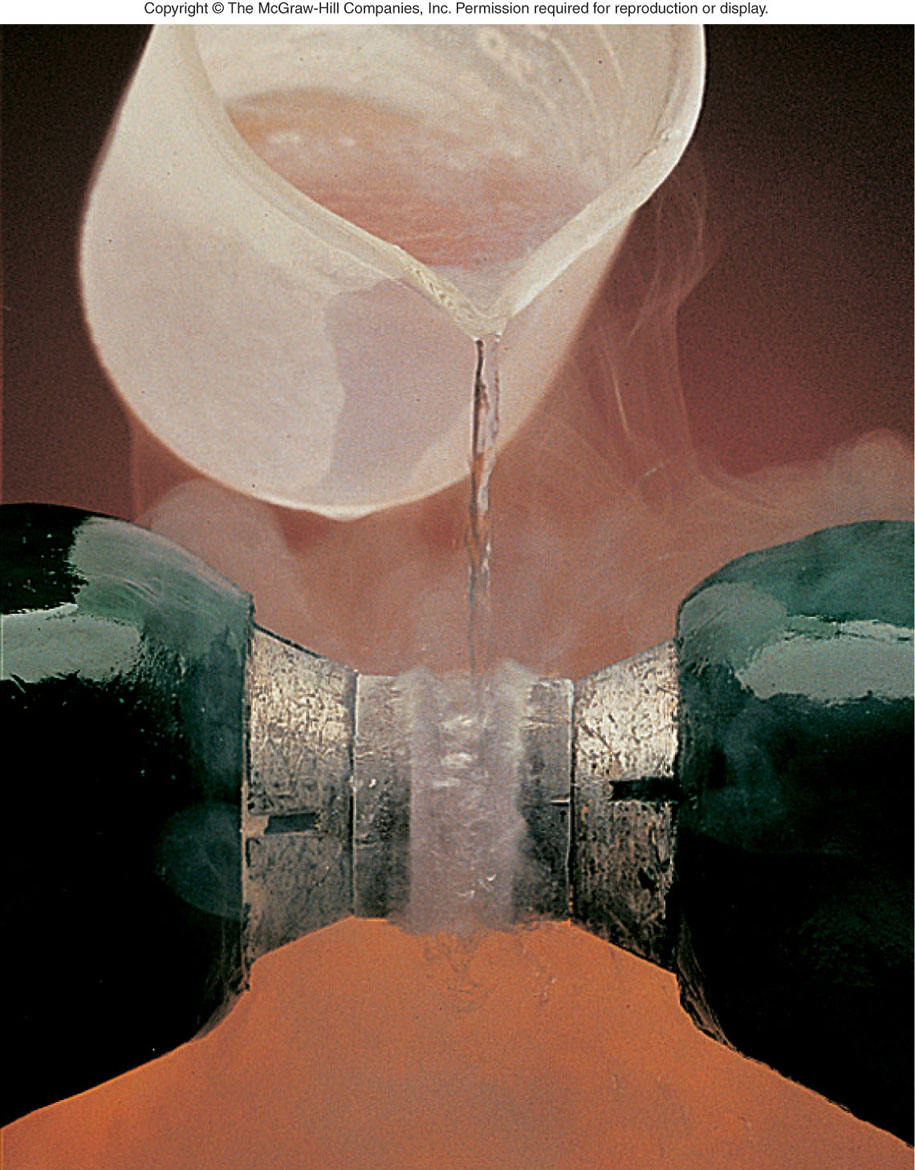 Copyright © The McGraw-Hill Companies, Inc. Permission required for reproduction or display.